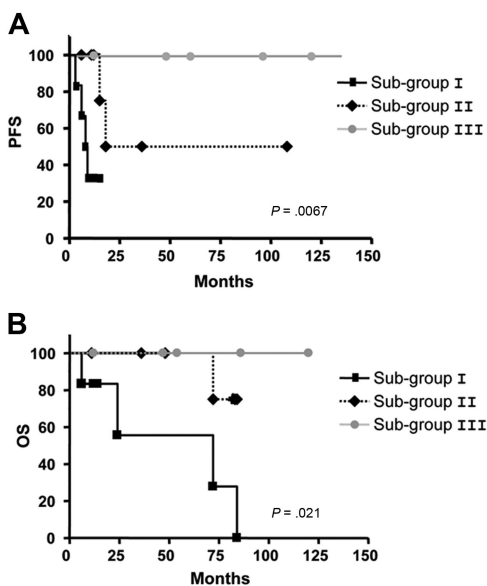 A
100
80
60
40
20
0
PFS
0 25 50 75 100 125 150
Months
Sub-group I
Sub-group II
Sub-group III
P = .0067
B
100
80
60
40
20
0
OS
0 25 50 75 100 125 150
Months
Sub-group I
Sub-group II
Sub-group III
P = .021